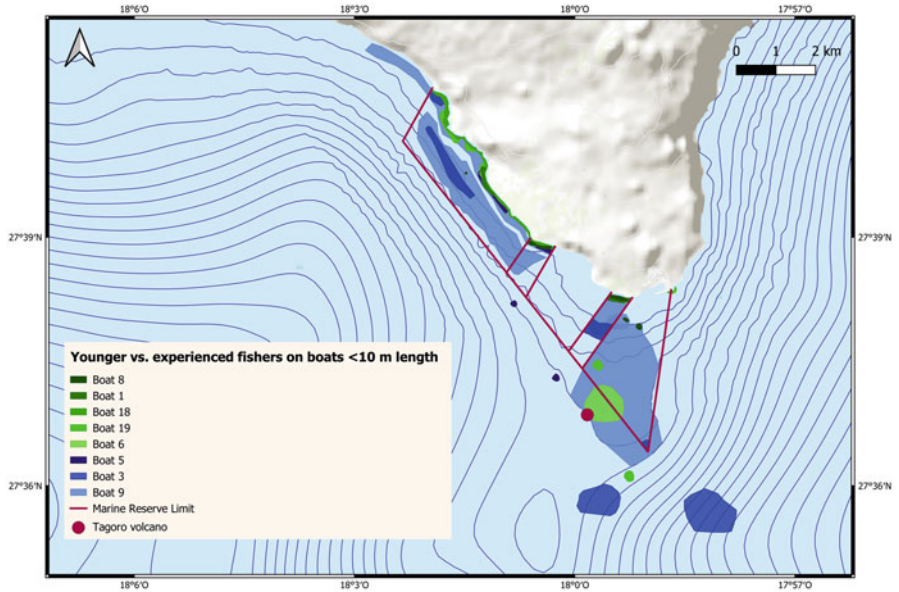 18°6'O 18°3'O 18°0'O 17°57'O
0 1 2 km
27°39'N 27°39'N
Younger vs. experienced fishers on boats <10 m length
Boat 8
Boat 1
Boat 18
Boat 19
Boat 6
Boat 5
Boat 3
Boat 9
Marine Reserve Limit
Tagoro volcano
27°36'N 27°36'N
18°6'O 18°3'O 18°0'O 17°57'O